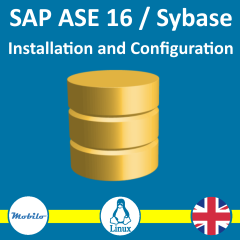 SAP ASE 16 / Sybase
Installation and Configuration
Mobilo
Linux